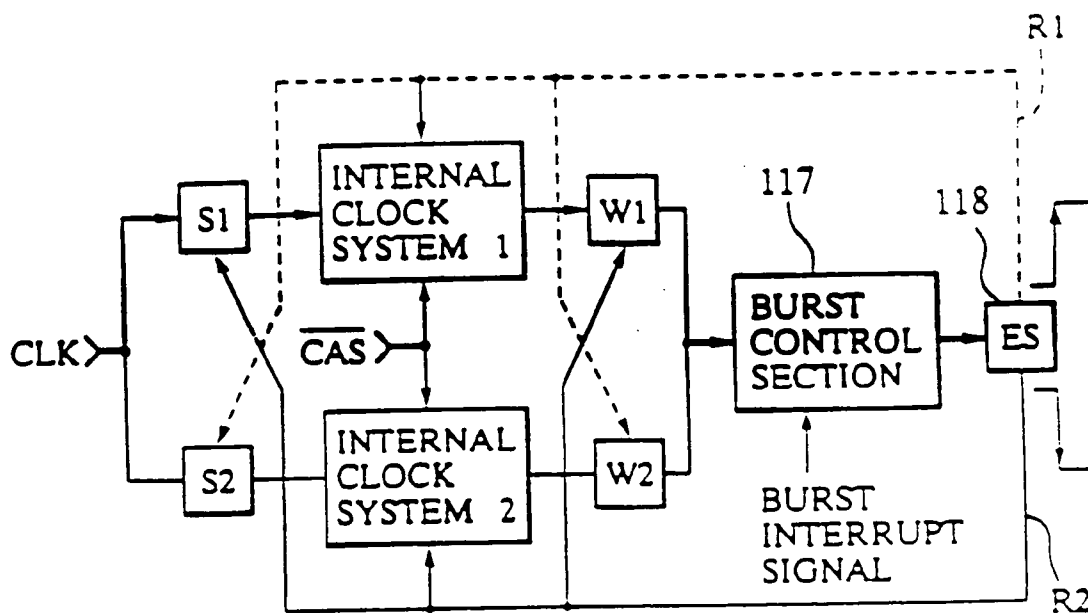 R1
INTERNAL
CLOCK
SYSTEM 1
S1
W1
117
118
CLK
CAS
BURST
CONTROL
SECTION
ES
S2
INTERNAL
CLOCK
SYSTEM 2
W2
BURST
INTERRUPT
SIGNAL
R2